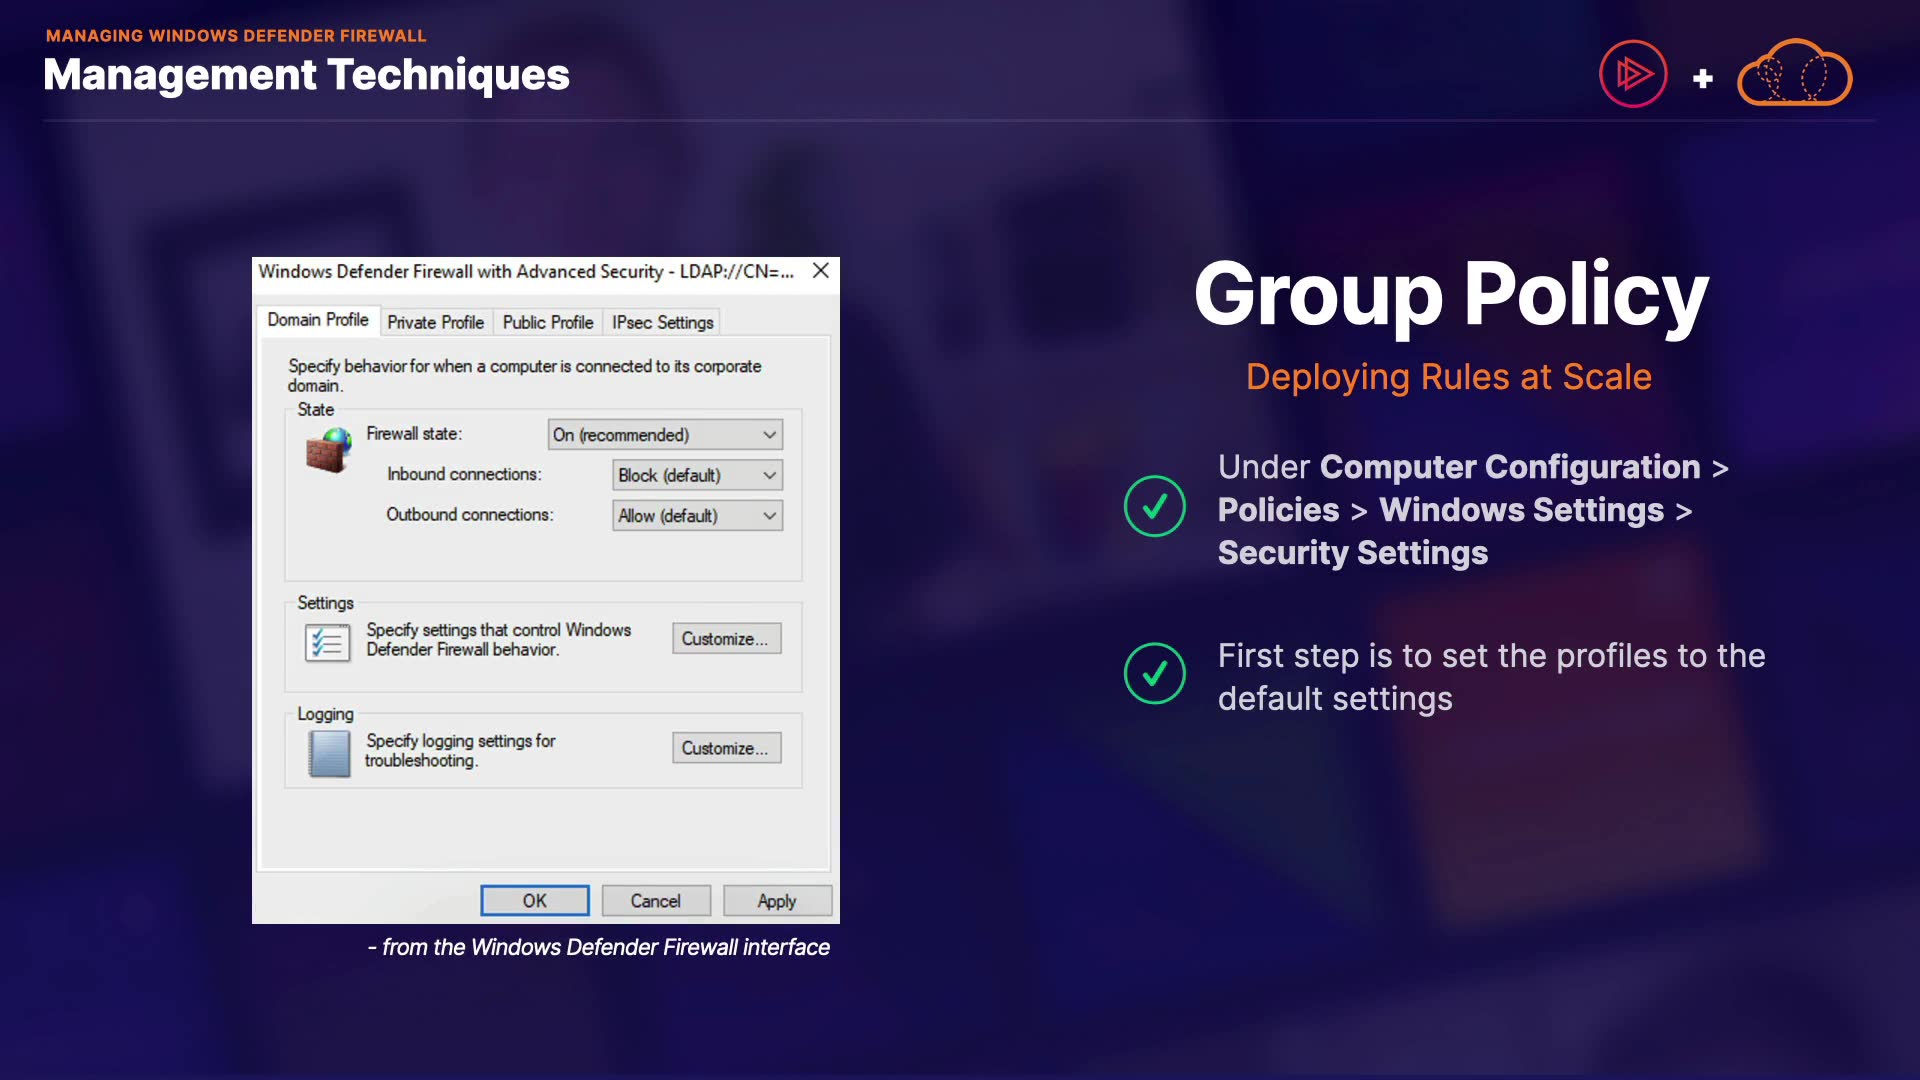 MANAGING WINDOWS DEFENDER FIREWALL
Management Techniques
+
Windows Defender Firewall with Advanced Security - LDAP://CN=...
Domain Profile
Private Profile
Public Profile
IPsec Settings
Specify behavior for when a computer is connected to its corporate
domain.
State
Firewall state:
On (recommended)
Inbound connections:
Block (default)
Outbound connections:
Allow (default)
Settings
Specify settings that control Windows
Defender Firewall behavior.
Customize...
Logging
Specify logging settings for
troubleshooting.
Customize...
OK
Cancel
Apply
- from the Windows Defender Firewall interface
Group Policy
Deploying Rules at Scale
Under Computer Configuration >
Policies > Windows Settings >
Security Settings
First step is to set the profiles to the
default settings